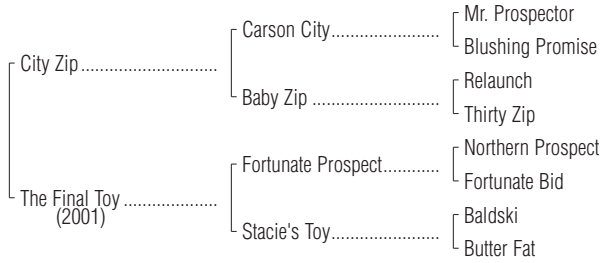 Mr. Prospector
Carson City..............................
Blushing Promise
City Zip......................................
Relaunch
Baby Zip ..................................
Thirty Zip
Northern Prospect
Fortunate Prospect...............
Fortunate Bid
The Final Toy .........................
(2001)
Baldski
Stacie's Toy.............................
Butter Fat